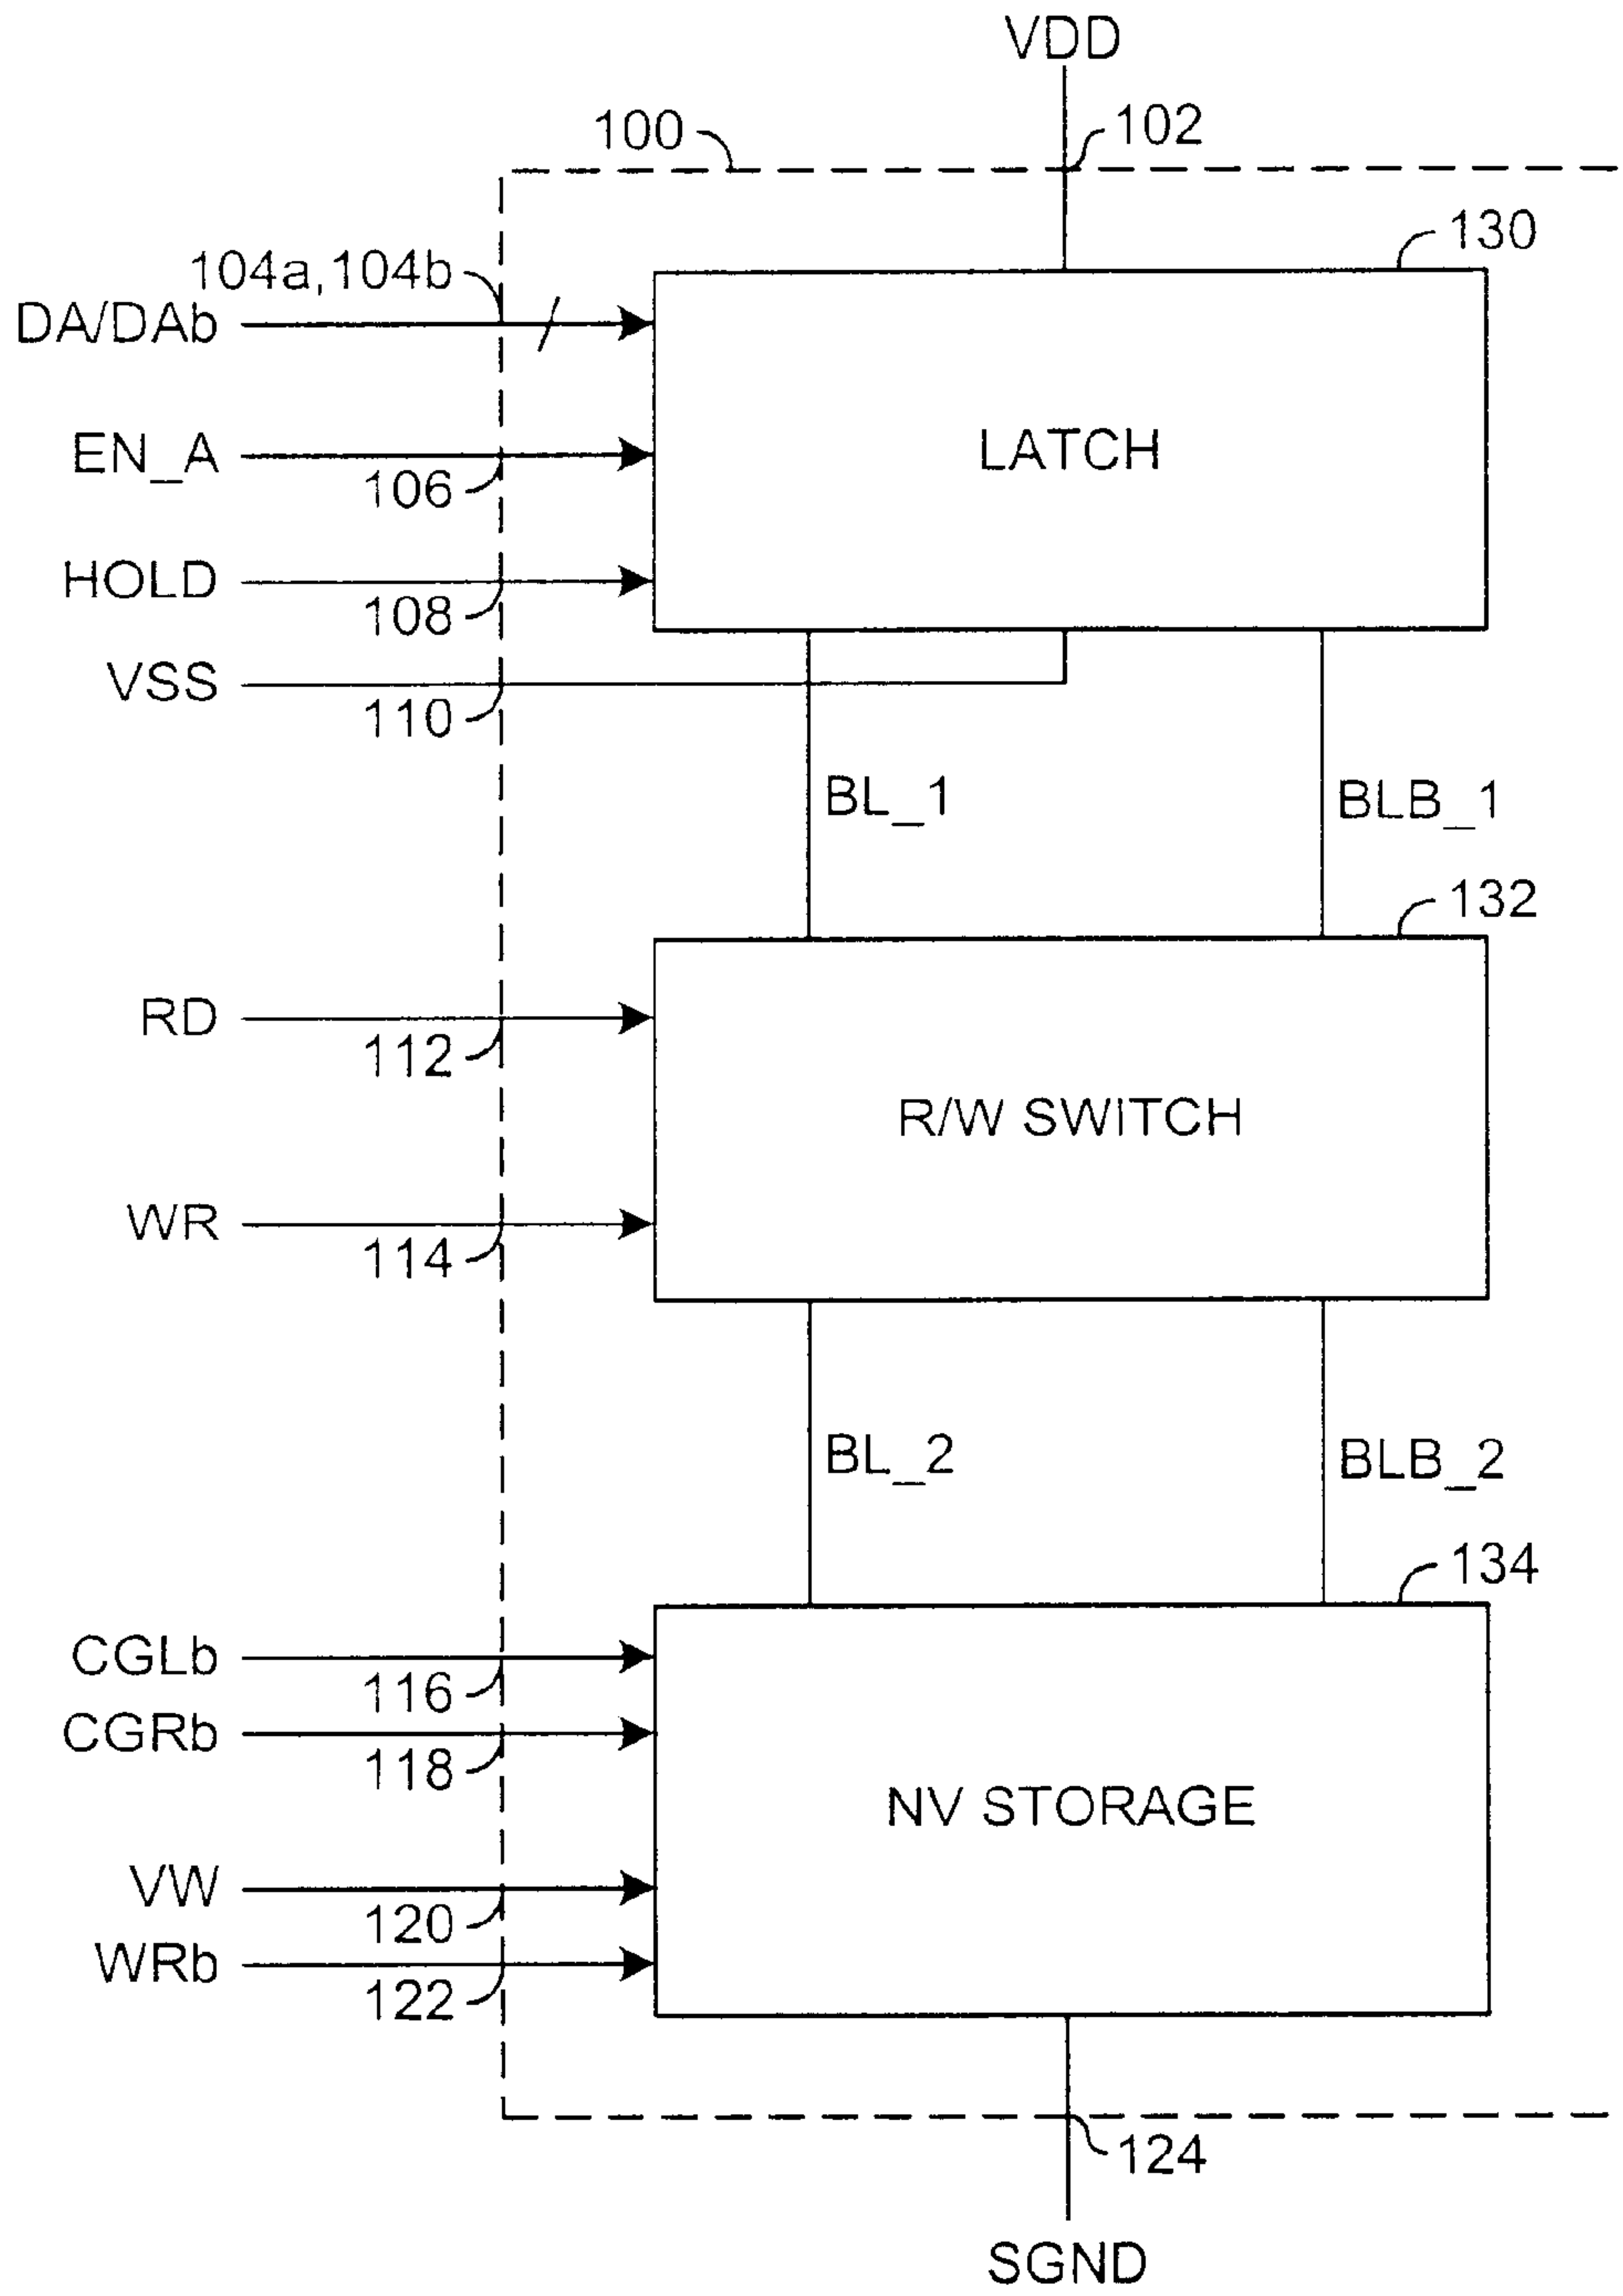 VDD
100
102
130
104a,104b
DA/DAb
EN_A
106
LATCH
HOLD
108
VSS
110
BL_1
BLB_1
132
RD
112
R/W SWITCH
WR
114
BL_2
BLB_2
134
CGLb
116
CGRb
118
NV STORAGE
VW
120
WRb
122
124
SGND